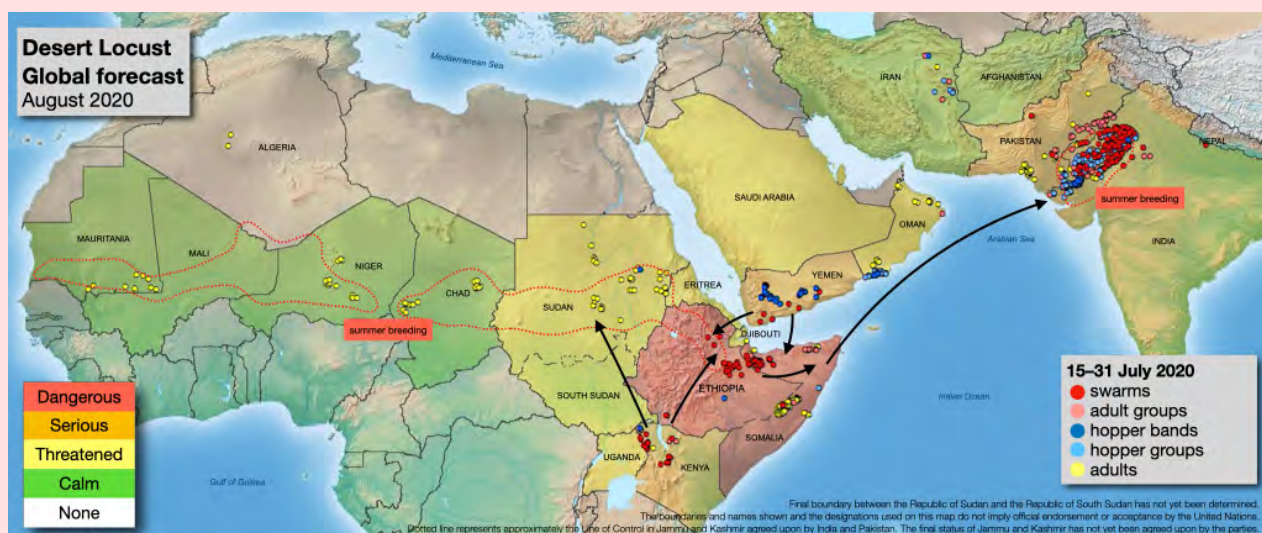 Desert Locust
Global forecast
August 2020
Mediterranean Sea
IRAN
AFGHANISTAN
PAKISTAN
NEPAL
ALGERIA
SAUDI ARABIA
summer breeding
MAURITANIA
MALI
OMAN
Arabian Sea
INDIA
NIGER
CHAD
SUDAN
ERITREA
YEMEN
summer breeding
DJIBOUTI
ETHIOPIA
SOUTH SUDAN
Indian Ocean
SOMALIA
UGANDA
KENYA
Gulf of Guinea
Dangerous
Serious
Threatened
Calm
None
15–31 July 2020
swarms
adult groups
hopper bands
hopper groups
adults
Final boundary between the Republic of Sudan and the Republic of South Sudan has not yet been determined.
The boundaries and names shown and the designations used on this map do not imply official endorsement or acceptance by the United Nations.
Dotted line represents approximately the Line of Control in Jammu and Kashmir agreed upon by India and Pakistan. The final status of Jammu and Kashmir has not yet been agreed upon by the parties.